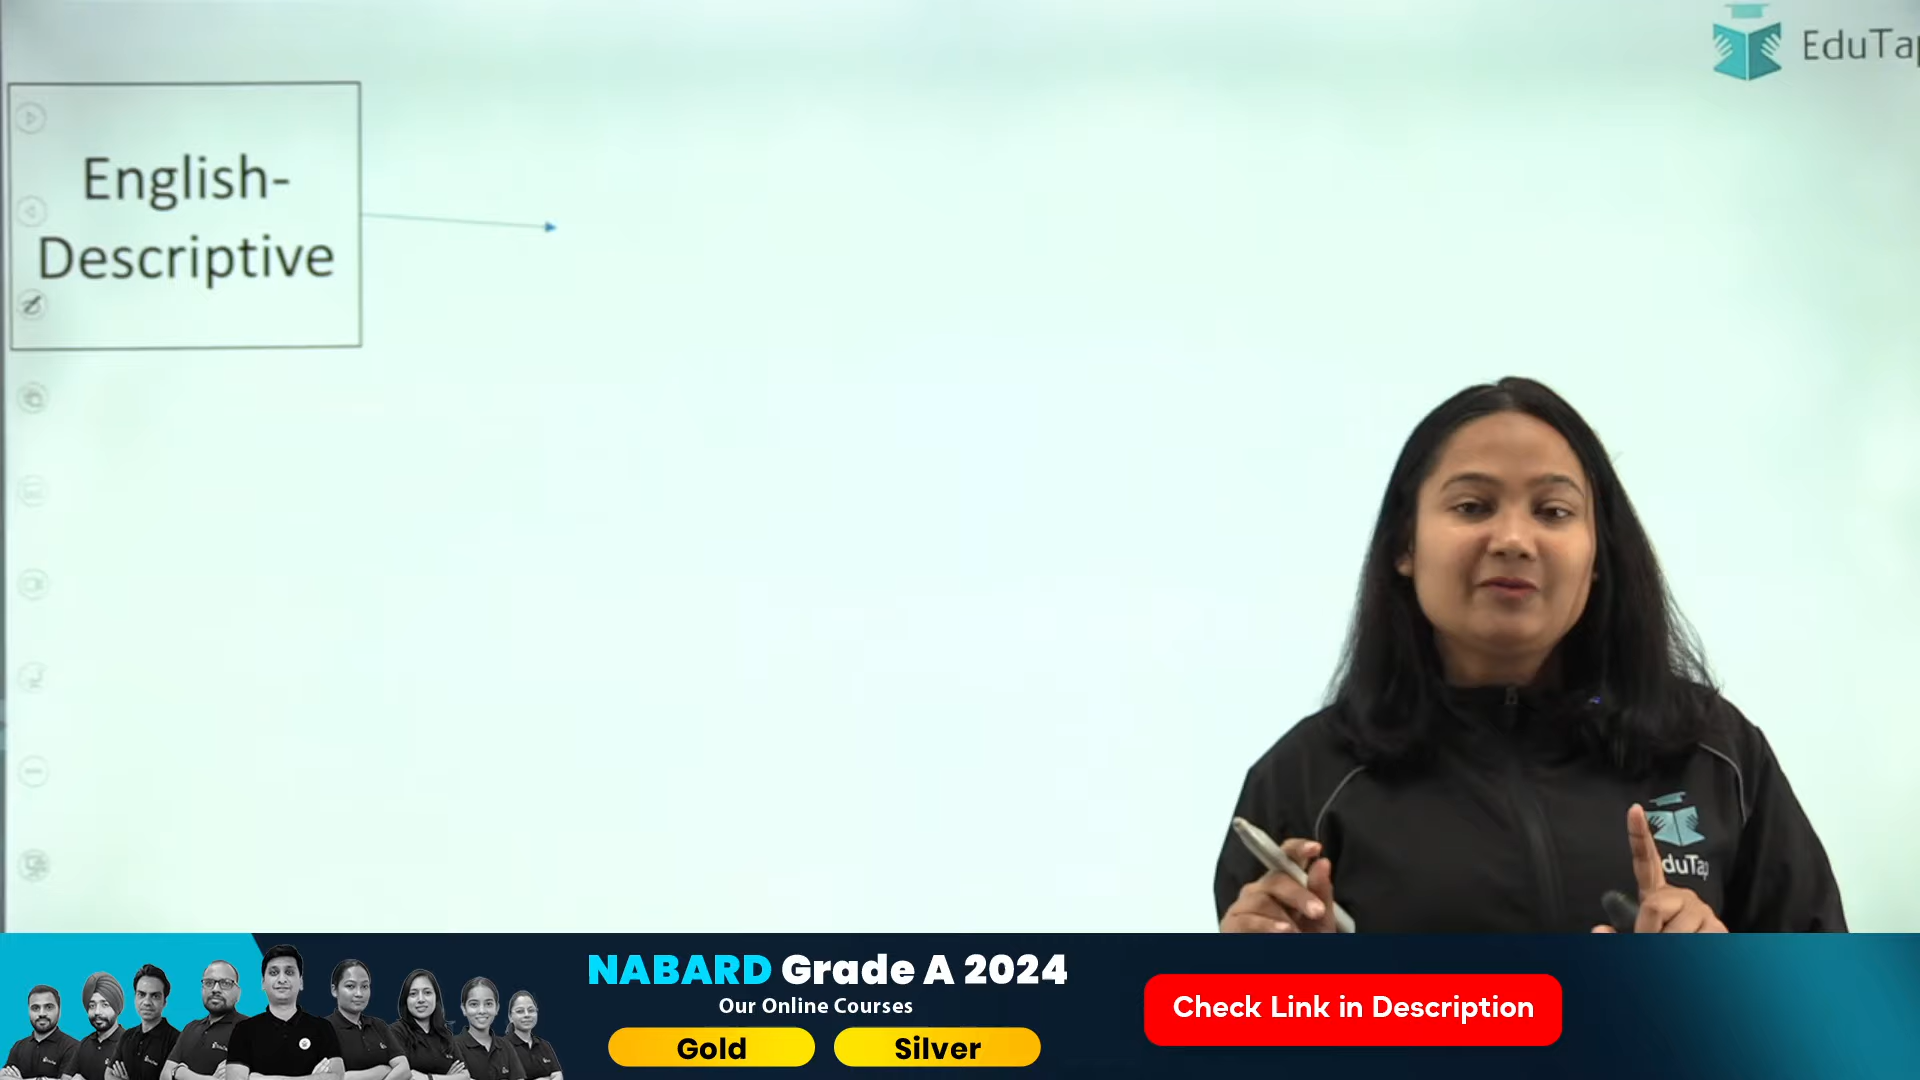 EduTap
English-
Descriptive
duTap
NABARD Grade A 2024
Our Online Courses
Gold
Silver
Check Link in Description